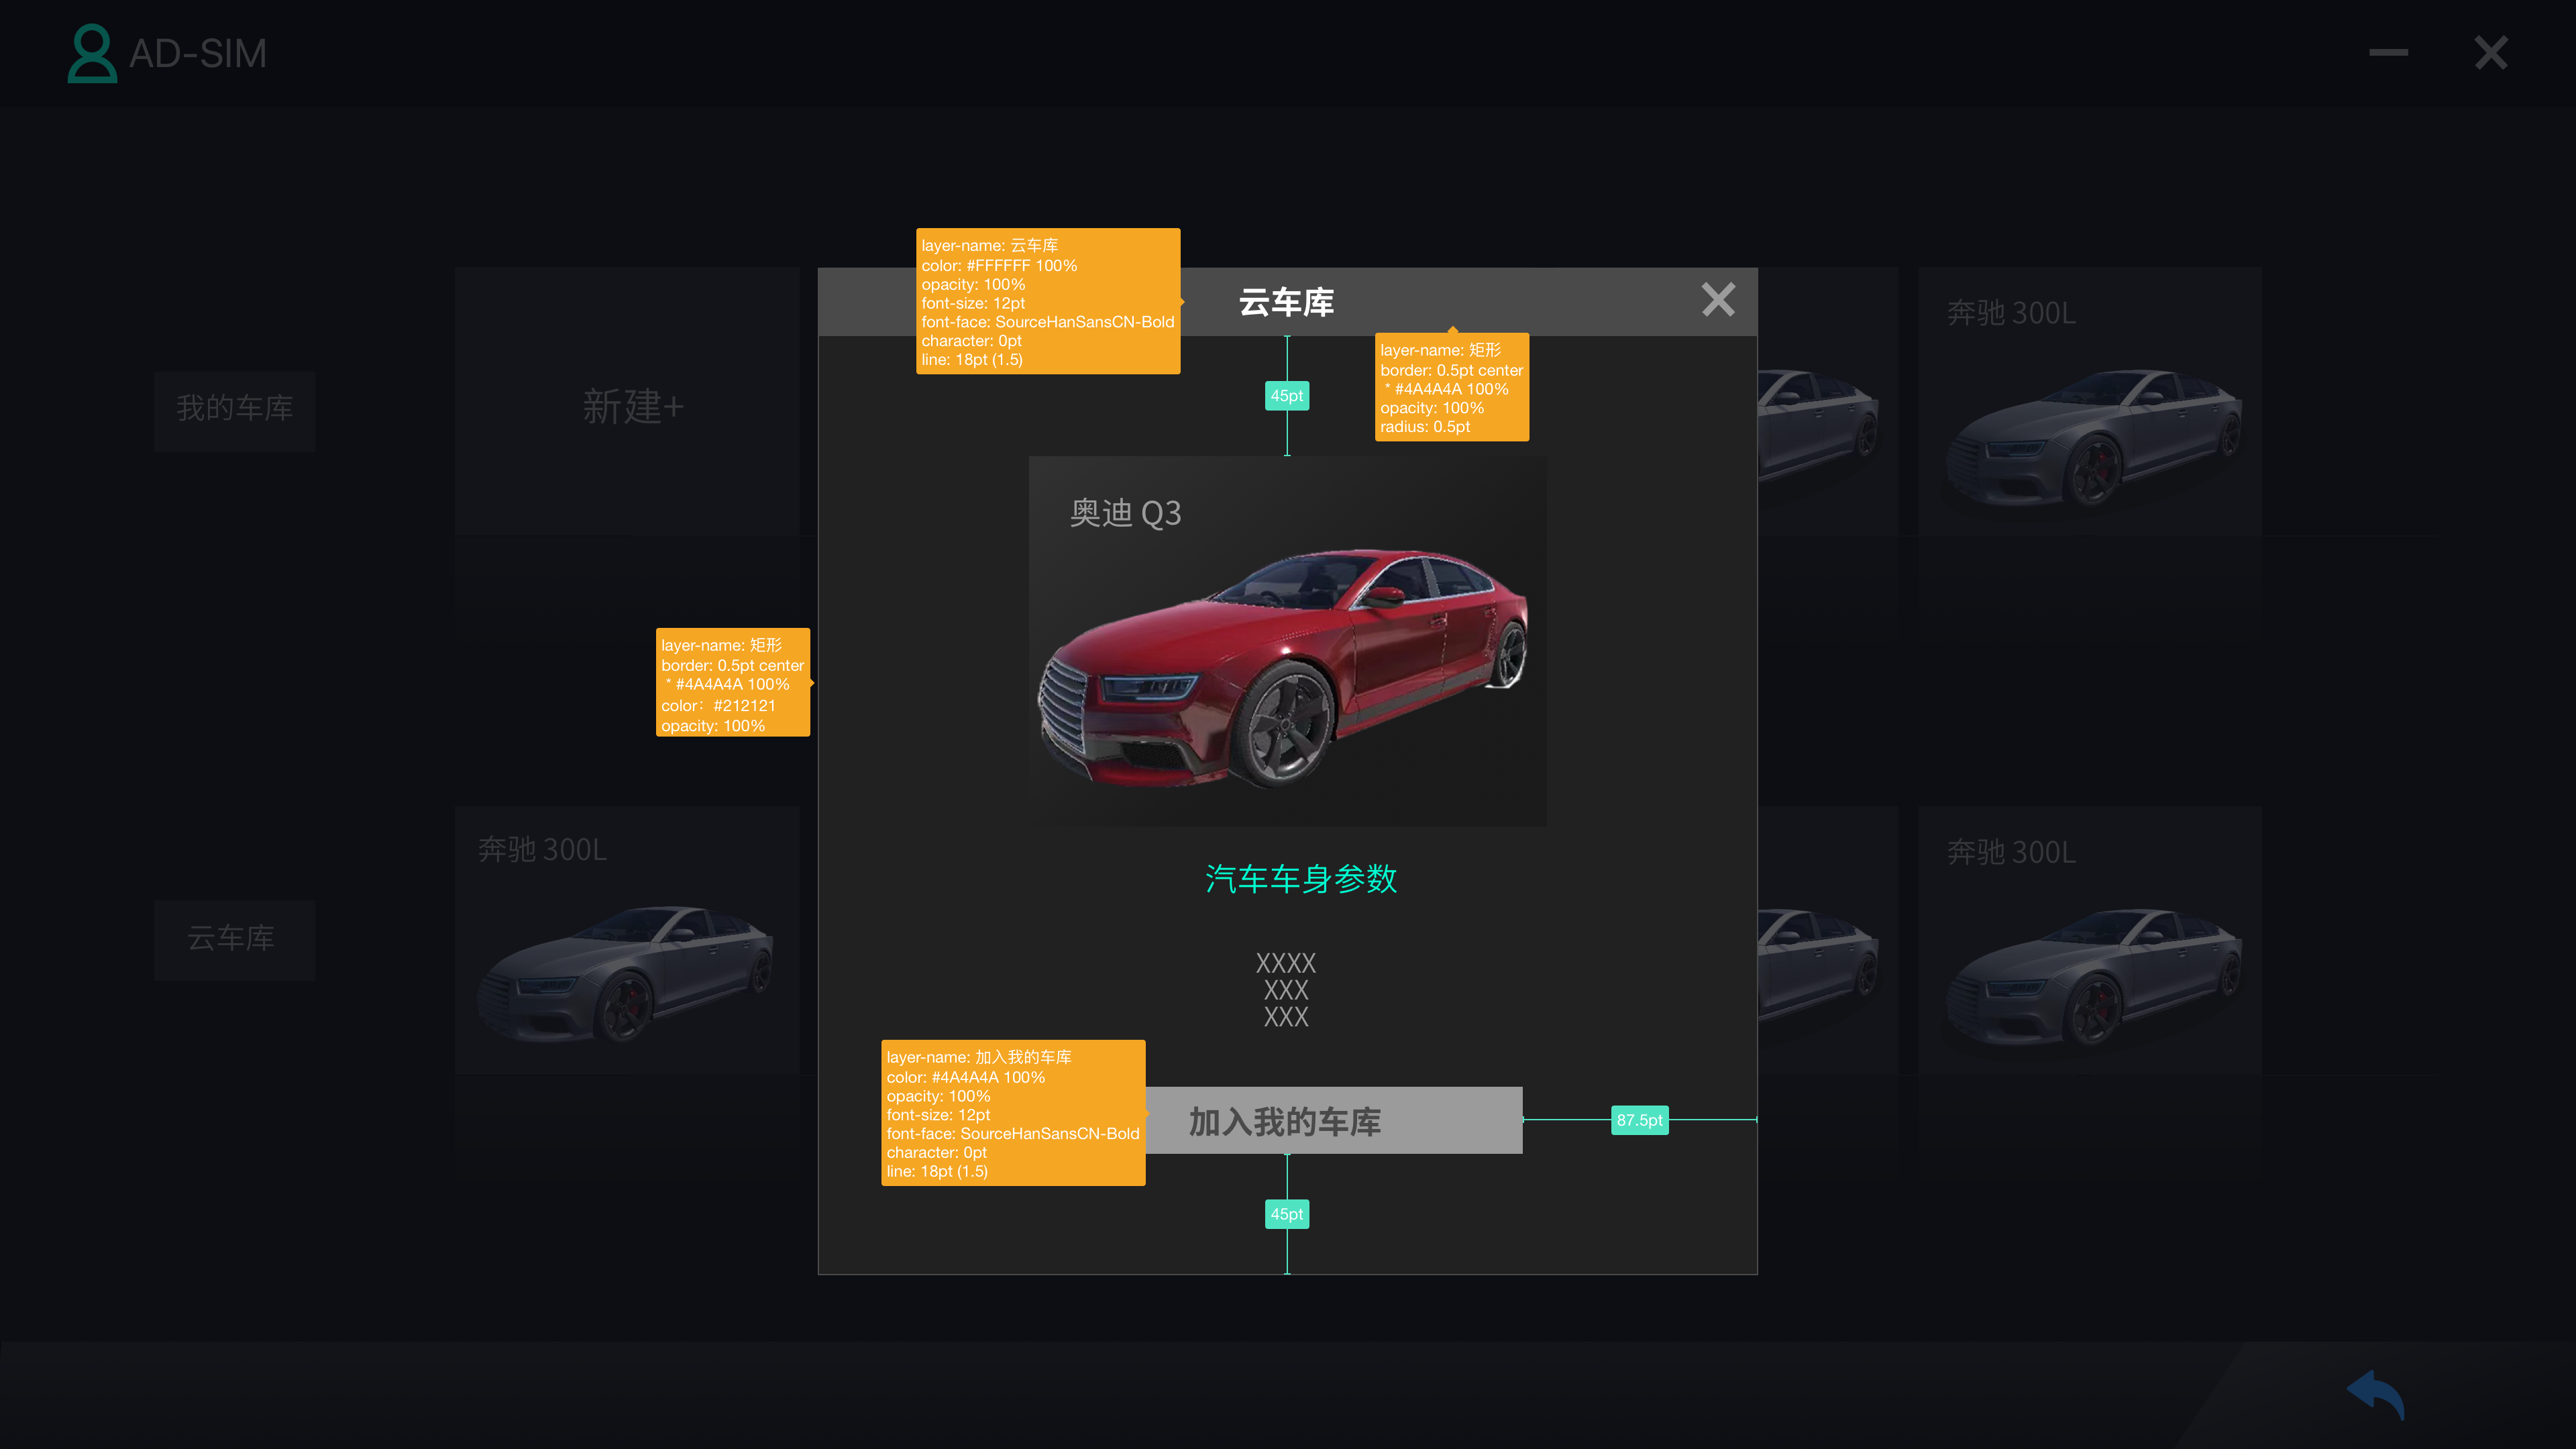 AD-SIM
layer-name: 云车库
color: #FFFFFF 100%
opacity: 100%
font-size: 12pt
font-face: SourceHanSansCN-Bold
character: 0pt
line: 18pt (1.5)
云车库
奔驰 300L
layer-name: 矩形
border: 0.5pt center
* #4A4A4A 100%
opacity: 100%
radius: 0.5pt
45pt
我的车库
新建+
奥迪 Q3
layer-name: 矩形
border: 0.5pt center
* #4A4A4A 100%
color: #212121
opacity: 100%
奔驰 300L
奔驰 300L
汽车车身参数
云车库
XXXX
XXX
XXX
layer-name: 加入我的车库
color: #4A4A4A 100%
opacity: 100%
font-size: 12pt
font-face: SourceHanSansCN-Bold
character: 0pt
line: 18pt (1.5)
加入我的车库
87.5pt
45pt